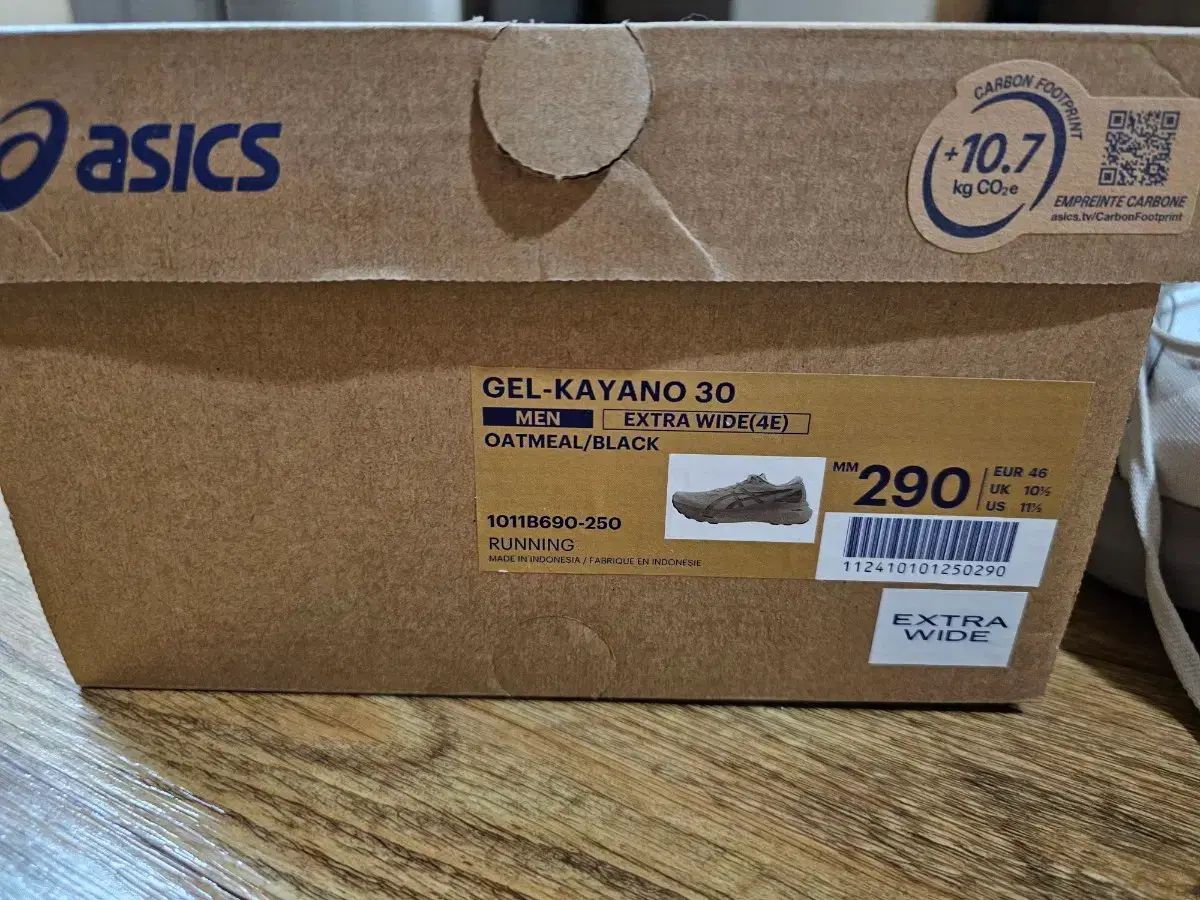 asics
CARBON FOOTPRINT
+10.7
kg CO₂e
EMPREINTE CARBONE
asics.tv/CarbonFootprint
GEL-KAYANO 30
MEN EXTRA WIDE(4E)
OATMEAL/BLACK
MM 290
EUR 46
UK 10½
US 11½
1011B690-250
RUNNING
MADE IN INDONESIA / FABRIQUE EN INDONESIE
112410101250290
EXTRA
WIDE